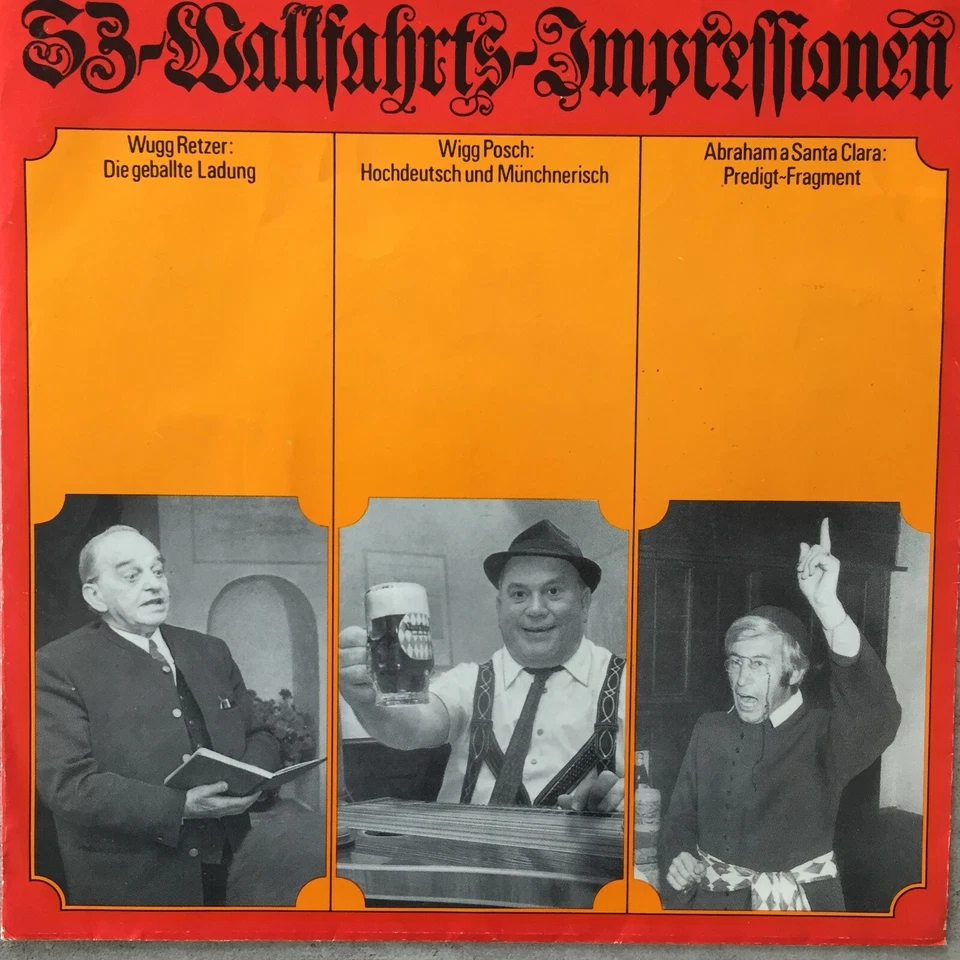 SZ-Wallfahrts-Impressionen
Wugg Retzer:
Die geballte Ladung
Wigg Posch:
Hochdeutsch und Münchnerisch
Abraham a Santa Clara:
Predigt~Fragment